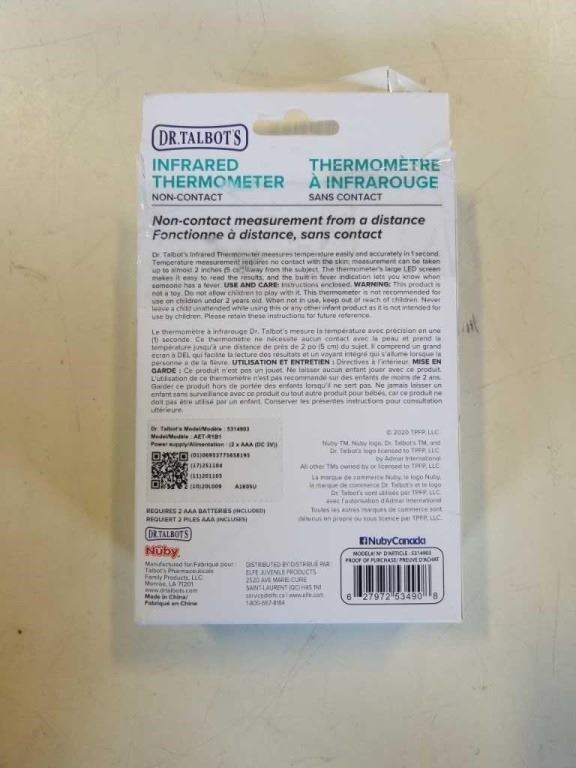 DR.TALBOT'S
INFRARED
THERMOMETER
NON-CONTACT
THERMOMÈTRE
À INFRAROUGE
SANS CONTACT
Non-contact measurement from a distance
Fonctionne à distance, sans contact
Dr. Talbot's Infrared Thermometer measures temperature easily and accurately in 1 second.
Temperature measurement requires no contact with the skin; measurement can be taken
up to almost 2 inches (5 cm) away from the subject. The thermometer's large LED screen
makes it easy to read the results, and the built-in fever indication lets you know when
someone has a fever. USE AND CARE: Instructions enclosed. WARNING: This product is
not a toy. Do not allow children to play with it. This thermometer is not recommended for
use on children under 2 years old. When not in use, keep out of reach of children. Never
leave a child unattended while using this or any other infant product as it is not intended for
use by children. Please retain these instructions for future reference.
Le thermomètre à infrarouge Dr. Talbot's mesure la température avec précision en une
(1) seconde. Ce thermomètre ne nécessite aucun contact avec la peau et prend la
température jusqu'à une distance de près de 2 po (5 cm) du sujet. Il comprend un grand
écran à DEL qui facilite la lecture des résultats et un voyant intégré qui s'allume lorsque la
personne a de la fièvre. UTILISATION ET ENTRETIEN : Directives à l'intérieur. MISE EN
GARDE : Ce produit n'est pas un jouet. Ne laisser aucun enfant jouer avec ce produit.
L'utilisation de ce thermomètre n'est pas recommandé sur des enfants de moins de 2 ans.
Garder ce produit hors de portée des enfants lorsqu'il ne sert pas. Ne jamais laisser un
enfant sans surveillance avec ce produit ou tout autre produit pour bébés, car ce produit ne
doit pas être utilisé par un enfant. Conserver les présentes instructions pour consultation
ultérieure.
Dr. Talbot's Model/Modèle : 5314903
Model/Modèle : AET-R1B1
Power supply/Alimentation : (2 x AAA (DC 3V))
(17)251104
(11)201105
(10)20L009 A1605U
REQUIRES 2 AAA BATTERIES (INCLUDED)
REQUIERT 2 PILES AAA (INCLUSES)
© 2020 TPFP, LLC.
Nuby TM, Nuby logo, Dr. Talbot's TM, and
Dr. Talbot's logo licensed to TPFP, LLC
by Admar International
All other TMs owned by or licensed to TPFP, LLC.
La marque de commerce Nuby, le logo Nuby,
la marque de commerce Dr. Talbot's et le logo
Dr. Talbot's sont utilisés par TPFP, LLC
avec l'autorisation d'Admar International
Toutes les autres marques de commerce sont
détenus en propre ou sous licence par TPFP, LLC.
DR.TALBOT'S
Nuby
Manufactured for/Fabriqué pour:
Talbot's Pharmaceuticals
Family Products, LLC.
Monroe, LA 71201
www.drtalbots.com
Made in China/
Fabriqué en Chine
DISTRIBUTED BY/DISTRIBUÉ PAR
ELFE JUVENILE PRODUCTS
2520 AVE MARIE-CURIE
SAINT-LAURENT (QC) H4S 1N1
service@elfe.ca | www.elfe.com
1-800-667-8184
f NubyCanada
MODEL#/ N° D'ARTICLE : 5314903
PROOF OF PURCHASE/ PREUVE D'ACHAT
6 27972 53490 8